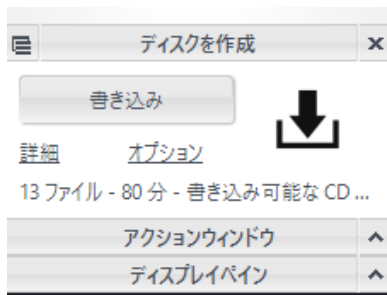 ディスクを作成
書き込み
詳細 オプション
13 ファイル - 80 分 - 書き込み可能な CD ...
アクションウィンドウ
ディスプレイペイン